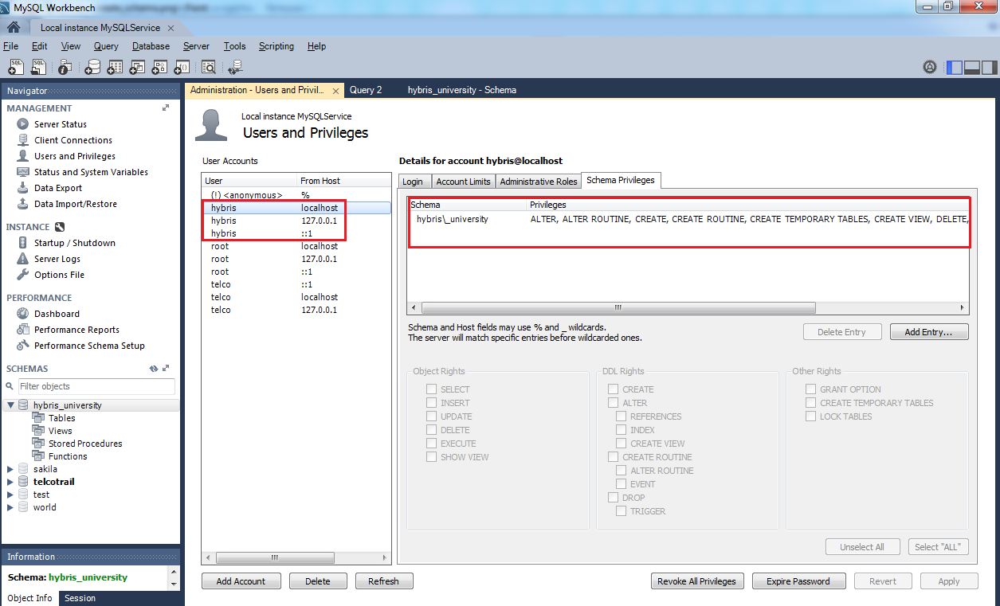 MySQL Workbench
Local instance MySQLService
File Edit View Query Database Server Tools Scripting Help
Navigator
MANAGEMENT
Server Status
Client Connections
Users and Privileges
Status and System Variables
Data Export
Data Import/Restore
INSTANCE
Startup / Shutdown
Server Logs
Options File
PERFORMANCE
Dashboard
Performance Reports
Performance Schema Setup
SCHEMAS
Filter objects
hybris_university
Tables
Views
Stored Procedures
Functions
sakila
telcotrail
test
world
Information
Schema: hybris_university
Object Info Session
Administration - Users and Privil... Query 2 hybris_university - Schema
Local instance MySQLService
Users and Privileges
User Accounts
User From Host
(!) <anonymous> %
hybris localhost
hybris 127.0.0.1
hybris ::1
root localhost
root 127.0.0.1
root ::1
telco ::1
telco localhost
telco 127.0.0.1
Add Account Delete Refresh
Details for account hybris@localhost
Login Account Limits Administrative Roles Schema Privileges
Schema Privileges
hybris\_university ALTER, ALTER ROUTINE, CREATE, CREATE ROUTINE, CREATE TEMPORARY TABLES, CREATE VIEW, DELETE,
Schema and Host fields may use % and _ wildcards.
The server will match specific entries before wildcarded ones.
Delete Entry Add Entry...
Object Rights
SELECT
INSERT
UPDATE
DELETE
EXECUTE
SHOW VIEW
DDL Rights
CREATE
ALTER
REFERENCES
INDEX
CREATE VIEW
CREATE ROUTINE
ALTER ROUTINE
EVENT
DROP
TRIGGER
Other Rights
GRANT OPTION
CREATE TEMPORARY TABLES
LOCK TABLES
Unselect All Select "ALL"
Revoke All Privileges Expire Password Revert Apply